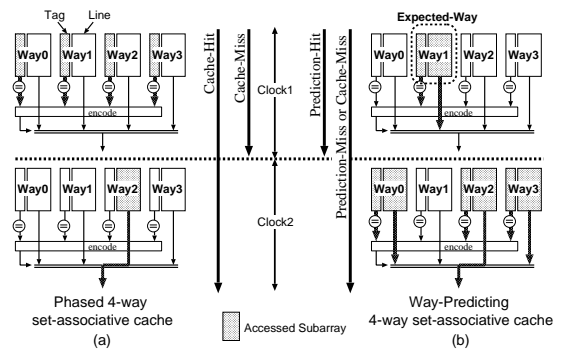 Tag
Line
Way0
Way1
Way2
Way3
=
=
=
=
encode
Cache-Hit
Cache-Miss
Clock1
Prediction-Hit
Prediction-Miss or Cache-Miss
Expected-Way
Way0
Way1
Way2
Way3
=
=
=
=
encode
Way0
Way1
Way2
Way3
=
=
=
=
encode
Clock2
Way0
Way1
Way2
Way3
=
=
=
=
encode
Phased 4-way
set-associative cache
(a)
Accessed Subarray
Way-Predicting
4-way set-associative cache
(b)